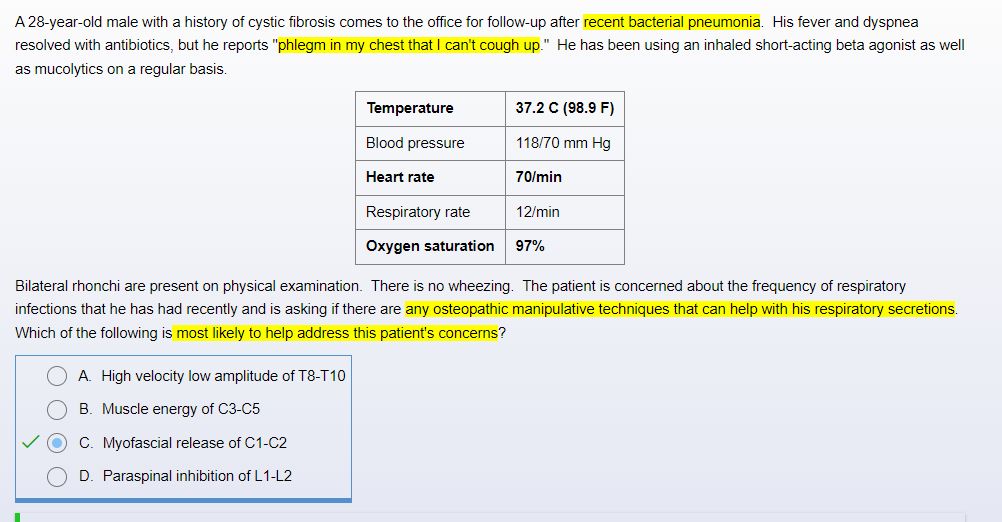 A 28-year-old male with a history of cystic fibrosis comes to the office for follow-up after recent bacterial pneumonia. His fever and dyspnea
resolved with antibiotics, but he reports "phlegm in my chest that I can't cough up." He has been using an inhaled short-acting beta agonist as well
as mucolytics on a regular basis.
Temperature 37.2 C (98.9 F)
Blood pressure 118/70 mm Hg
Heart rate 70/min
Respiratory rate 12/min
Oxygen saturation 97%
Bilateral rhonchi are present on physical examination. There is no wheezing. The patient is concerned about the frequency of respiratory
infections that he has had recently and is asking if there are any osteopathic manipulative techniques that can help with his respiratory secretions.
Which of the following is most likely to help address this patient's concerns?
A. High velocity low amplitude of T8-T10
B. Muscle energy of C3-C5
C. Myofascial release of C1-C2
D. Paraspinal inhibition of L1-L2